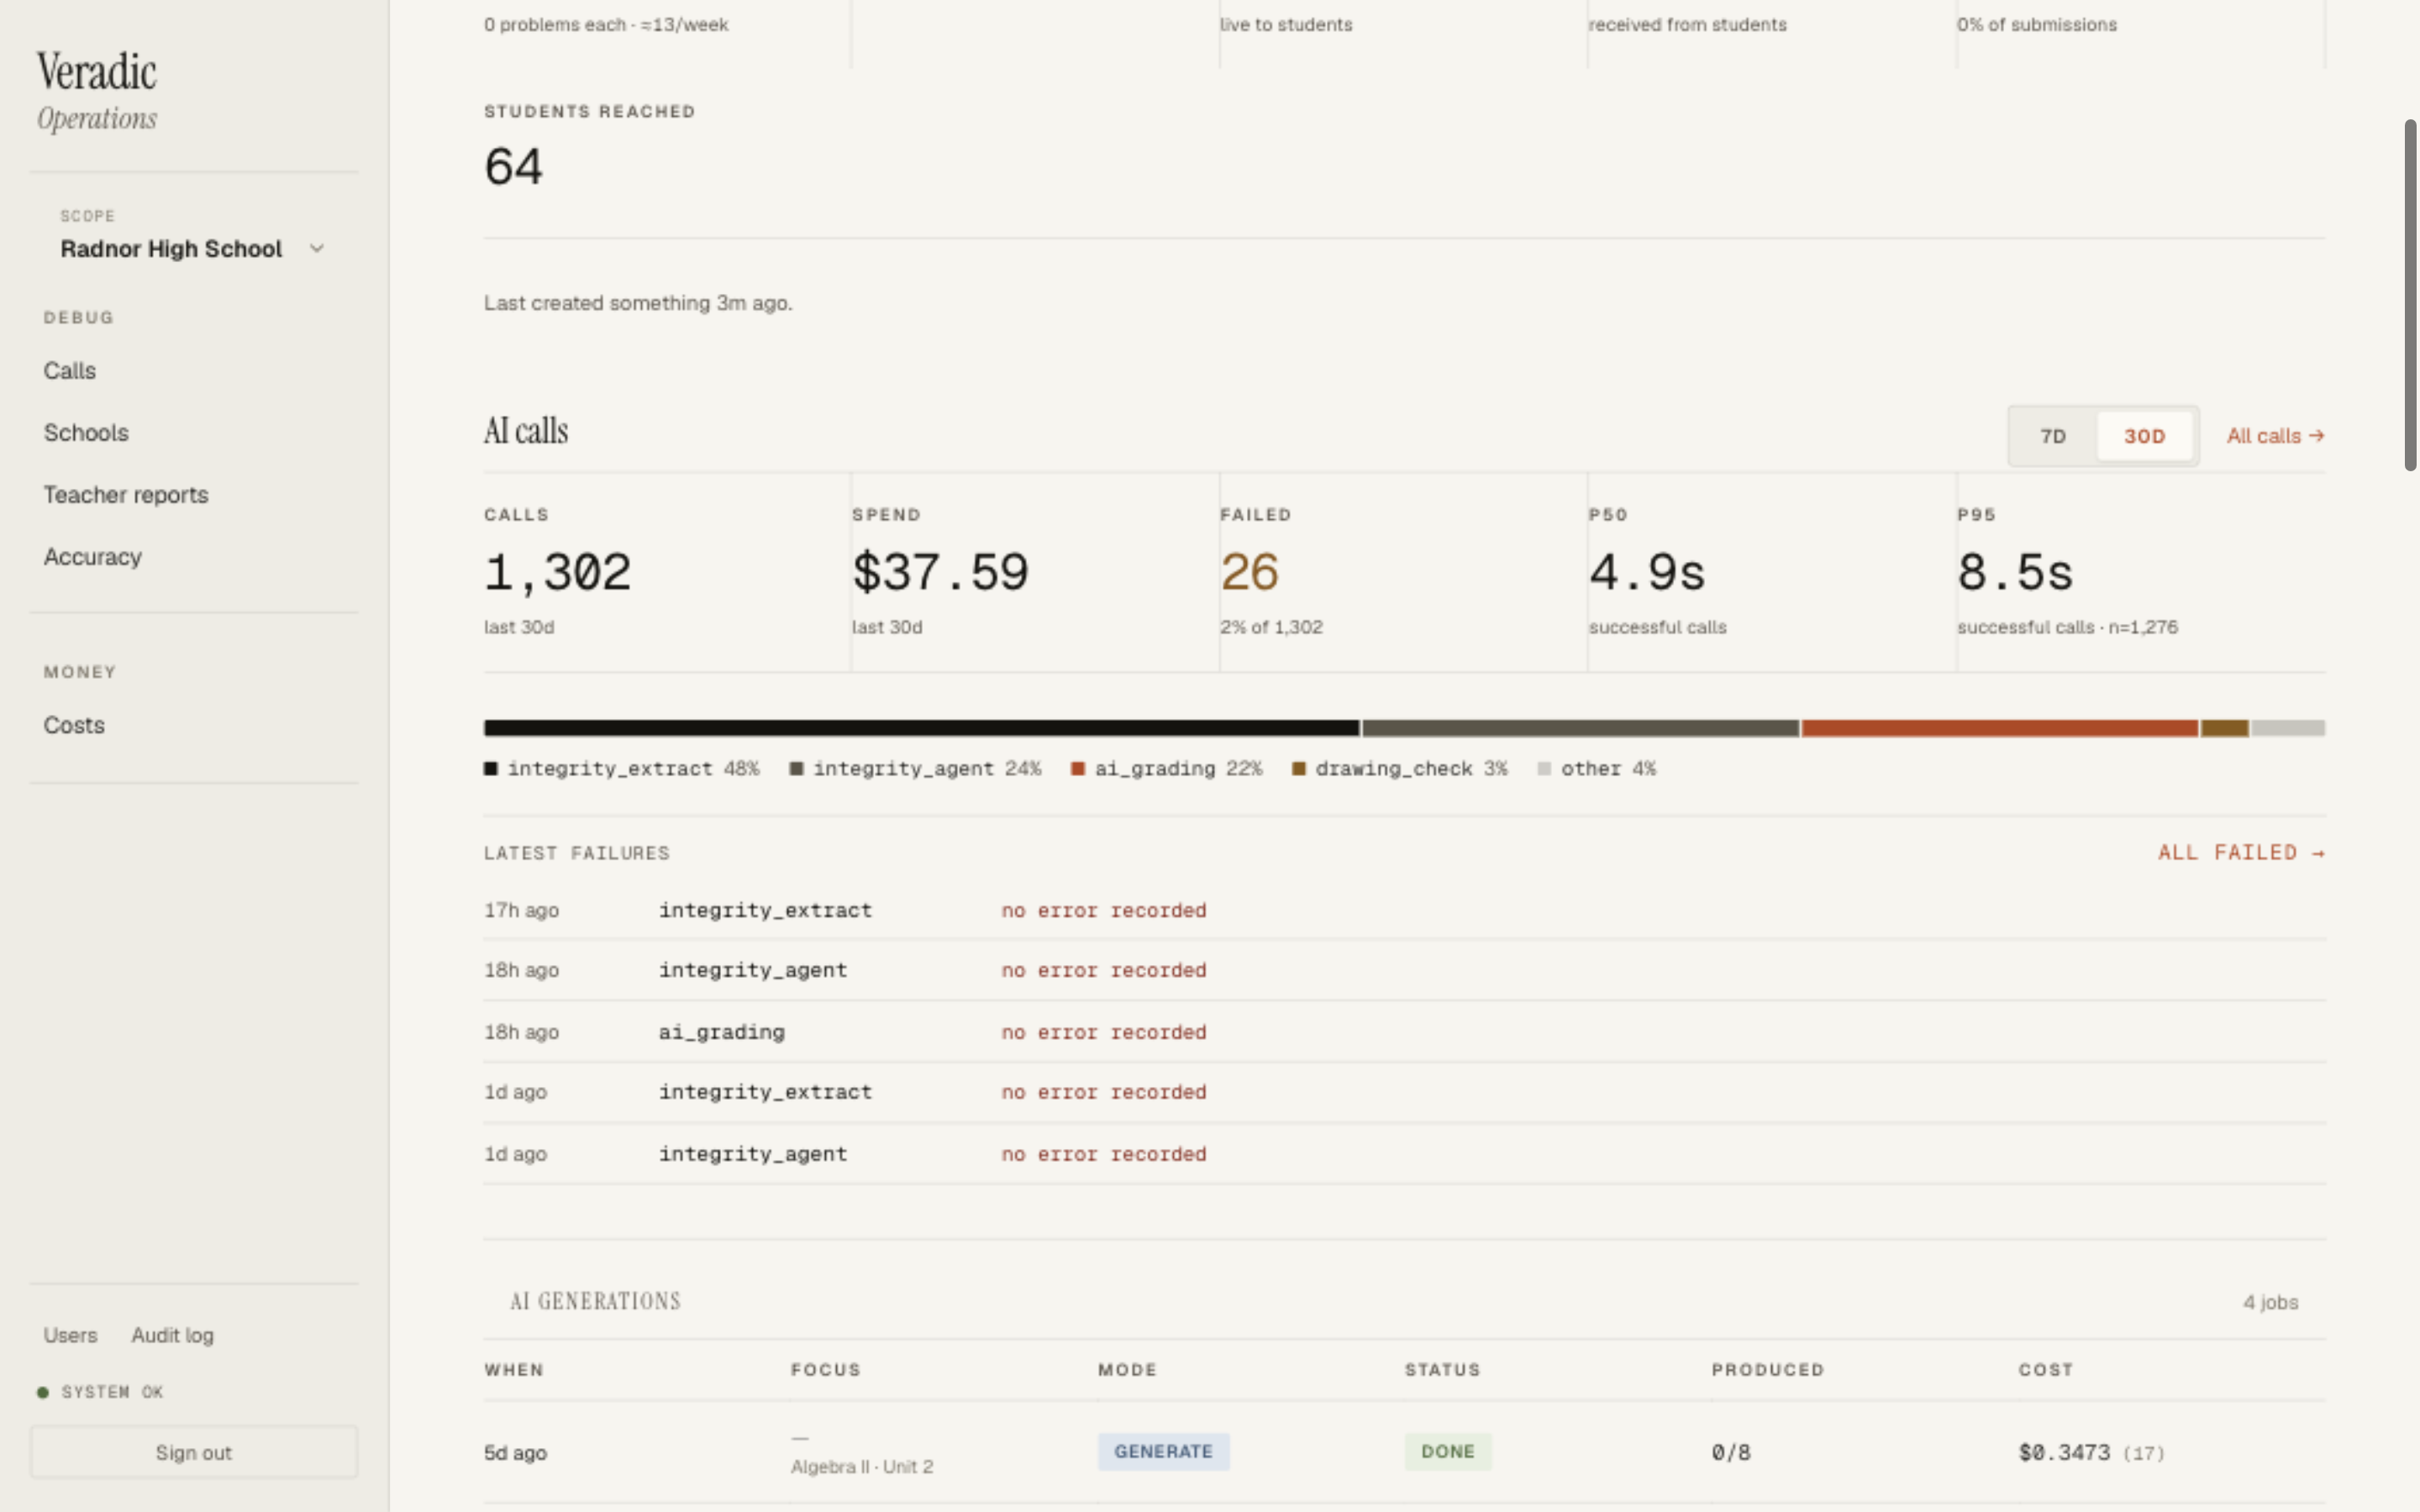 Veradic
Operations
SCOPE
Radnor High School
DEBUG
Calls
Schools
Teacher reports
Accuracy
MONEY
Costs
Users Audit log
SYSTEM OK
Sign out
0 problems each · ≈13/week live to students received from students 0% of submissions
STUDENTS REACHED
64
Last created something 3m ago.
AI calls 7D 30D All calls →
CALLS SPEND FAILED P50 P95
1,302 $37.59 26 4.9s 8.5s
last 30d last 30d 2% of 1,302 successful calls successful calls · n=1,276
integrity_extract 48% integrity_agent 24% ai_grading 22% drawing_check 3% other 4%
LATEST FAILURES ALL FAILED →
17h ago integrity_extract no error recorded
18h ago integrity_agent no error recorded
18h ago ai_grading no error recorded
1d ago integrity_extract no error recorded
1d ago integrity_agent no error recorded
AI GENERATIONS 4 jobs
WHEN FOCUS MODE STATUS PRODUCED COST
5d ago — GENERATE DONE 0/8 $0.3473 (17)
Algebra II · Unit 2